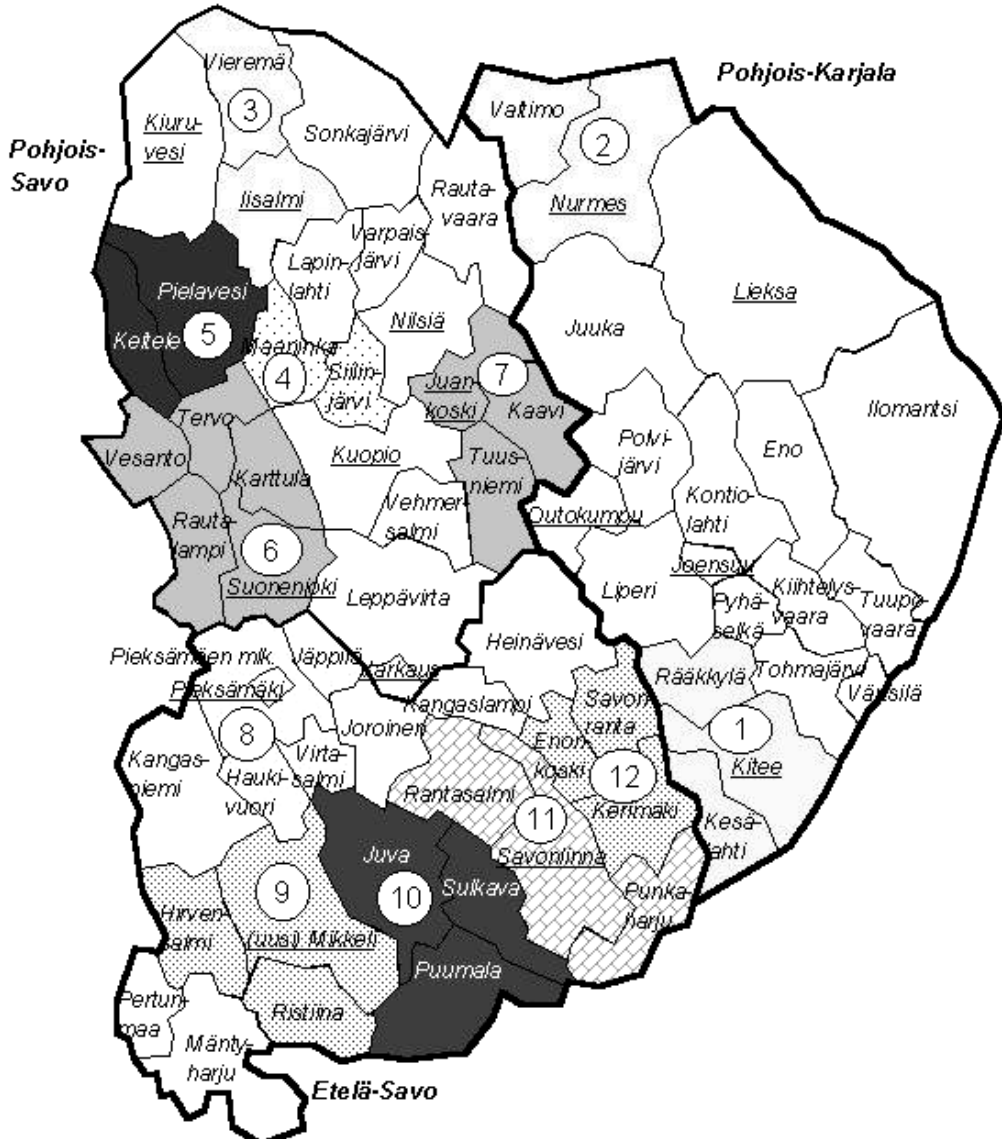 Pohjois-Karjala
Vieremä
3
Valtimo
2
Kiuru-
vesi
Sonkajärvi
Pohjois-
Savo
Iisalmi
Rauta-
vaara
Nurmes
Varpais-
järvi
Lapin-
lahti
Pielavesi
Lieksa
Nilsiä
Juuka
Keitele
5
Maaninka
4
Siilin-
järvi
Juan-
koski
7
Kaavi
Ilomantsi
Tervo
Vesanto
Kuopio
Karttula
Tuus-
niemi
Polvi-
järvi
Eno
Vehmer-
salmi
Outokumpu
Kontio-
lahti
Rauta-
lampi
6
Suonenjoki
Leppävirta
Liperi
Joensuu
Pyhä-
selkä
Kiihtelys-
vaara
Tuupo-
vaara
Heinävesi
Pieksämäen mlk.
Jäppilä
Varkaus
Rääkkylä
Tohmajärvi
Värtsilä
Pieksämäki
Kangaslampi
Savon-
ranta
Joroinen
8
Enon-
koski
1
Kitee
Kangas-
niemi
Virta-
salmi
Hauki-
vuori
12
Rantasalmi
11
Kerimäki
Kesä-
lahti
Juva
Savonlinna
9
10
Sulkava
Punka-
harju
Hirven-
salmi
(uusi) Mikkeli
Puumala
Pertun-
maa
Ristiina
Mänty-
harju
Etelä-Savo